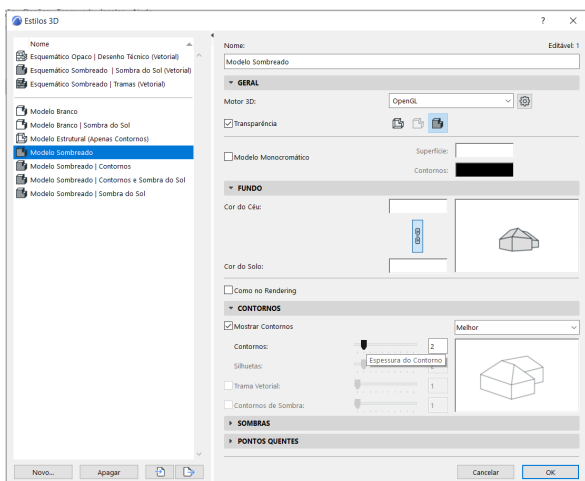 Estilos 3D
? ×
Nome
Esquemático Opaco | Desenho Técnico (Vetorial)
Esquemático Sombreado | Sombra do Sol (Vetorial)
Esquemático Sombreado | Tramas (Vetorial)
Modelo Branco
Modelo Branco | Sombra do Sol
Modelo Estrutural (Apenas Contornos)
Modelo Sombreado
Modelo Sombreado | Contornos
Modelo Sombreado | Contornos e Sombra do Sol
Modelo Sombreado | Sombra do Sol
Novo...
Apagar
Nome:
Editável: 1
Modelo Sombreado
GERAL
Motor 3D:
OpenGL
Transparência
Modelo Monocromático
Superfície:
Contornos:
FUNDO
Cor do Céu:
Cor do Solo:
Como no Rendering
CONTORNOS
Mostrar Contornos
Melhor
Contornos:
2
Espessura do Contorno
Silhuetas:
Trama Vetorial:
1
Contornos de Sombra:
1
SOMBRAS
PONTOS QUENTES
Cancelar
OK